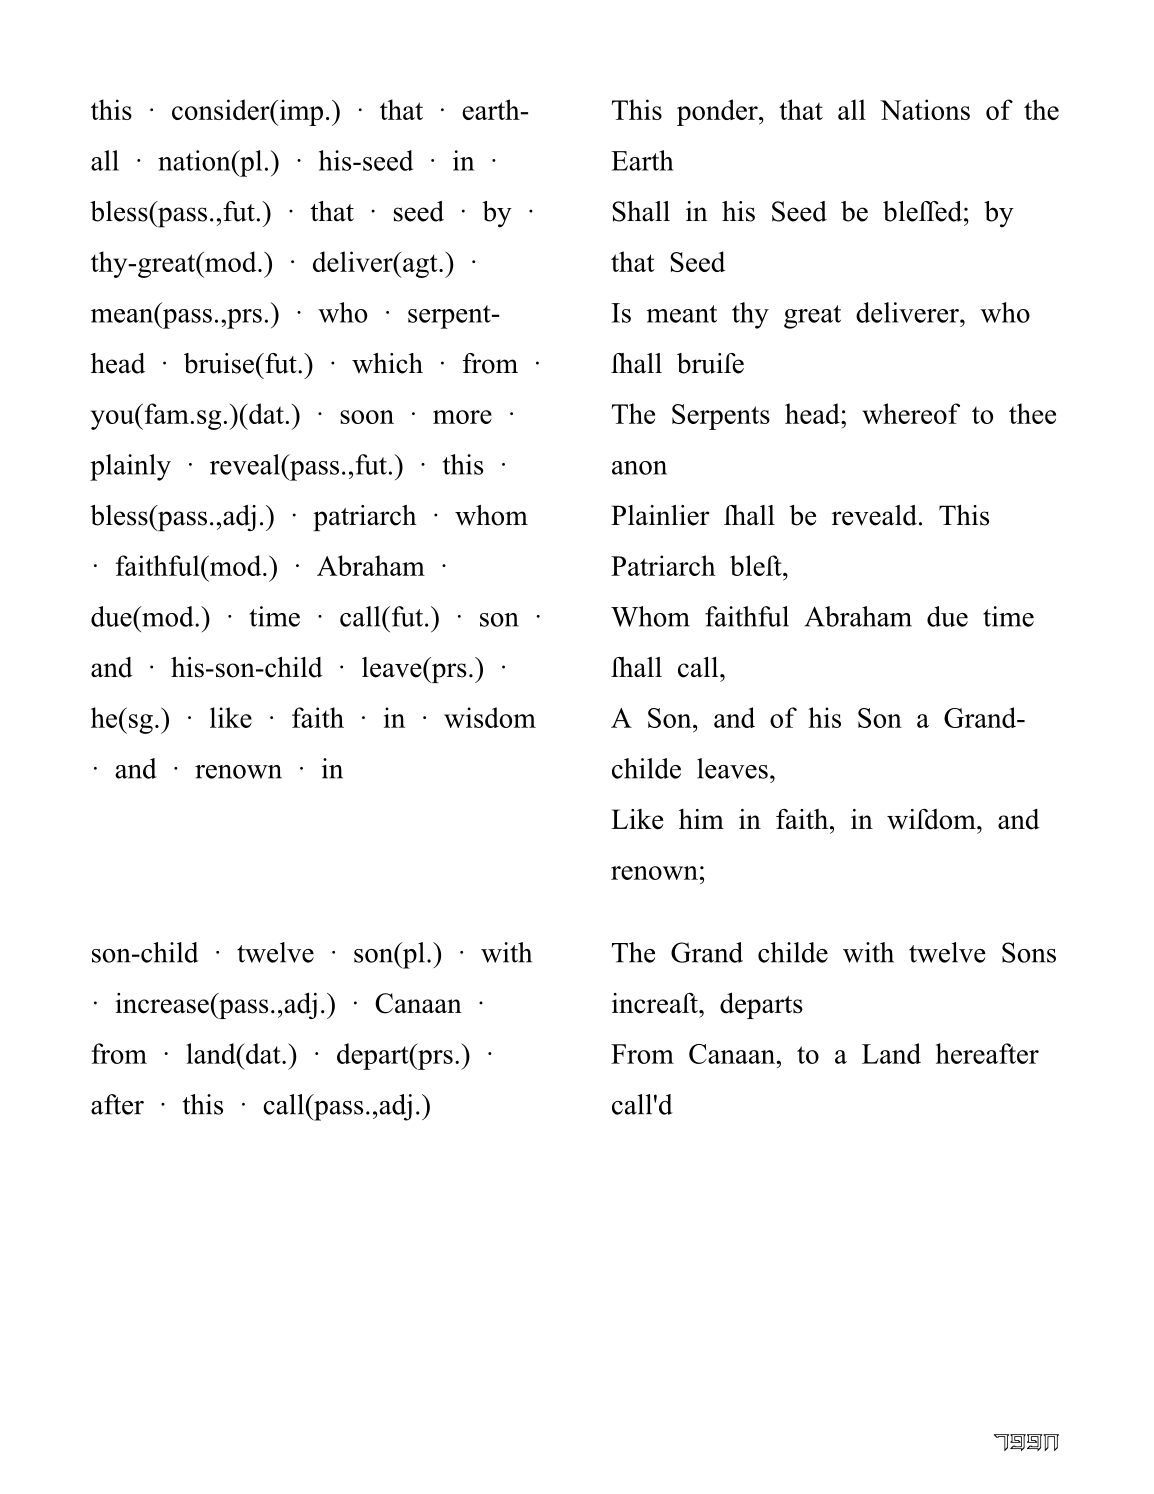 this · consider(imp.) · that · earth-
all · nation(pl.) · his-seed · in ·
bless(pass.,fut.) · that · seed · by ·
thy-great(mod.) · deliver(agt.) ·
mean(pass.,prs.) · who · serpent-
head · bruise(fut.) · which · from ·
you(fam.sg.)(dat.) · soon · more ·
plainly · reveal(pass.,fut.) · this ·
bless(pass.,adj.) · patriarch · whom
· faithful(mod.) · Abraham ·
due(mod.) · time · call(fut.) · son ·
and · his-son-child · leave(prs.) ·
he(sg.) · like · faith · in · wisdom
· and · renown · in
This ponder, that all Nations of the
Earth
Shall in his Seed be bleſſed; by
that Seed
Is meant thy great deliverer, who
ſhall bruiſe
The Serpents head; whereof to thee
anon
Plainlier ſhall be reveald. This
Patriarch bleſt,
Whom faithful Abraham due time
ſhall call,
A Son, and of his Son a Grand-
childe leaves,
Like him in faith, in wiſdom, and
renown;
son-child · twelve · son(pl.) · with
· increase(pass.,adj.) · Canaan ·
from · land(dat.) · depart(prs.) ·
after · this · call(pass.,adj.)
The Grand childe with twelve Sons
increaſt, departs
From Canaan, to a Land hereafter
call'd